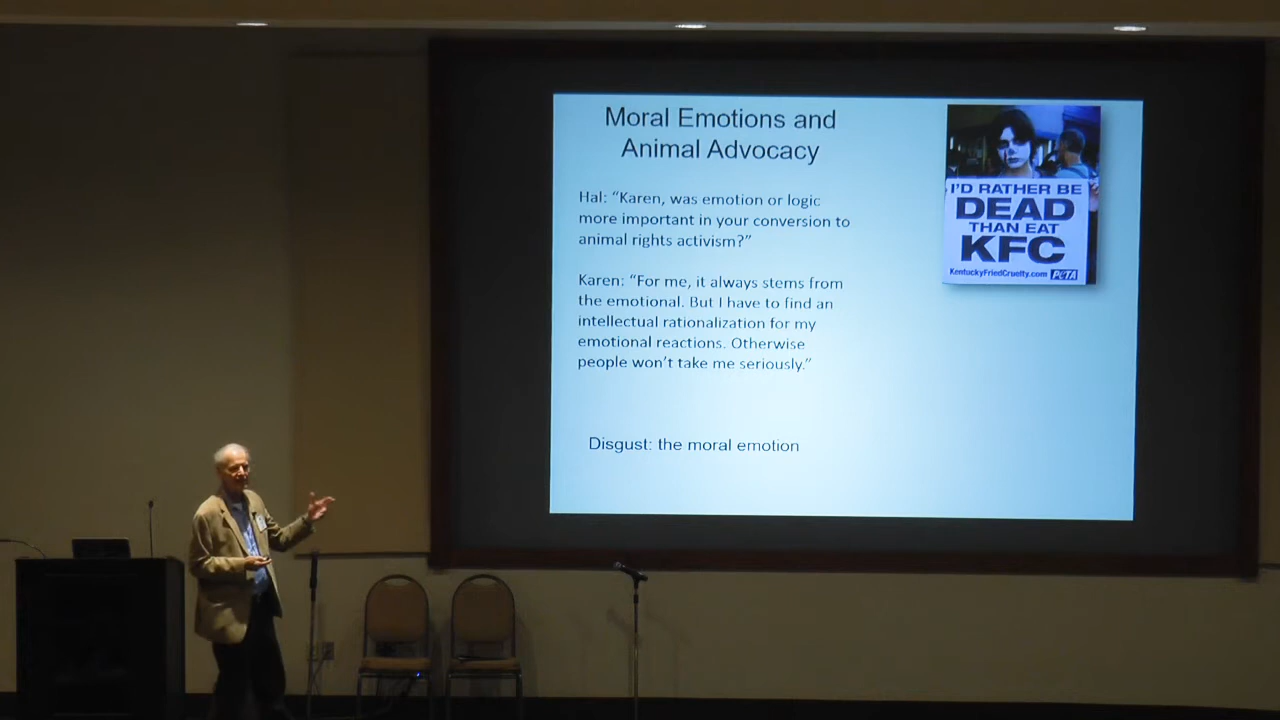 Moral Emotions and
Animal Advocacy
Hal: “Karen, was emotion or logic
more important in your conversion to
animal rights activism?”
Karen: “For me, it always stems from
the emotional. But I have to find an
intellectual rationalization for my
emotional reactions. Otherwise
people won’t take me seriously.”
Disgust: the moral emotion
I'D RATHER BE
DEAD
THAN EAT
KFC
KentuckyFriedCruelty.com PETA